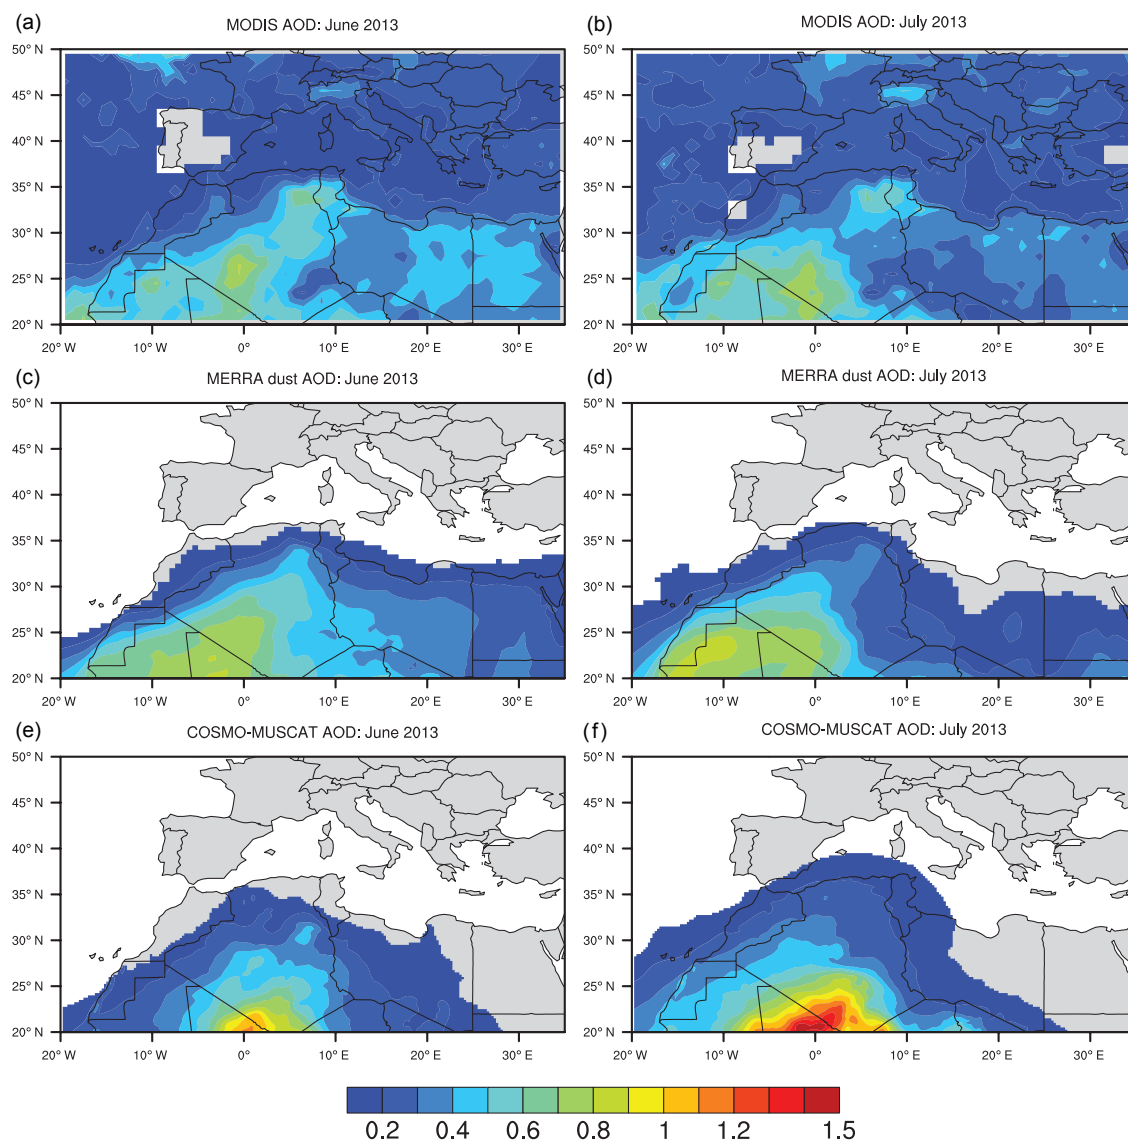 (a)
MODIS AOD: June 2013
50° N
45° N
40° N
35° N
30° N
25° N
20° N
20° W
10° W
0°
10° E
20° E
30° E
(b)
MODIS AOD: July 2013
50° N
45° N
40° N
35° N
30° N
25° N
20° N
20° W
10° W
0°
10° E
20° E
30° E
(c)
MERRA dust AOD: June 2013
50° N
45° N
40° N
35° N
30° N
25° N
20° N
20° W
10° W
0°
10° E
20° E
30° E
(d)
MERRA dust AOD: July 2013
50° N
45° N
40° N
35° N
30° N
25° N
20° N
20° W
10° W
0°
10° E
20° E
30° E
(e)
COSMO-MUSCAT AOD: June 2013
50° N
45° N
40° N
35° N
30° N
25° N
20° N
20° W
10° W
0°
10° E
20° E
30° E
(f)
COSMO-MUSCAT AOD: July 2013
50° N
45° N
40° N
35° N
30° N
25° N
20° N
20° W
10° W
0°
10° E
20° E
30° E
0.2 0.4 0.6 0.8 1 1.2 1.5